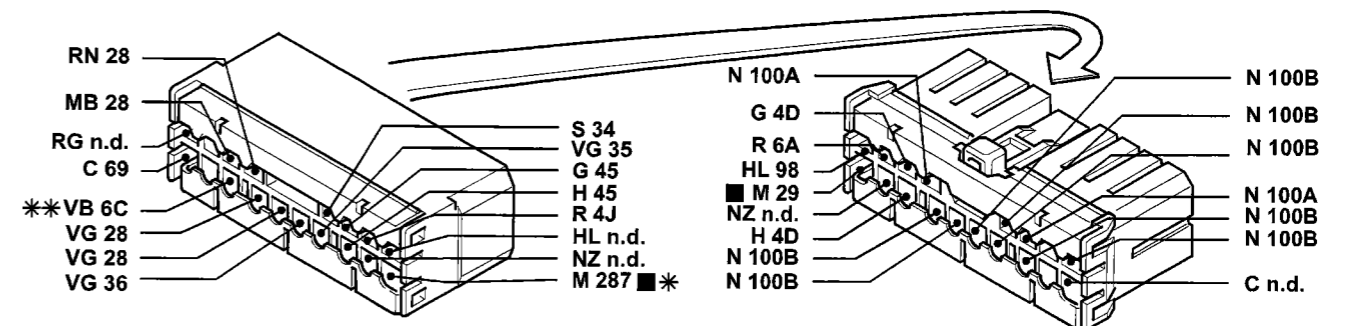 RN 28
MB 28
RG n.d.
C 69
✳✳ VB 6C
VG 28
VG 28
VG 36
S 34
VG 35
G 45
H 45
R 4J
HL n.d.
NZ n.d.
M 287 ■ ✳
N 100A
G 4D
R 6A
HL 98
■ M 29
NZ n.d.
H 4D
N 100B
N 100B
N 100B
N 100B
N 100B
N 100A
N 100B
N 100B
C n.d.